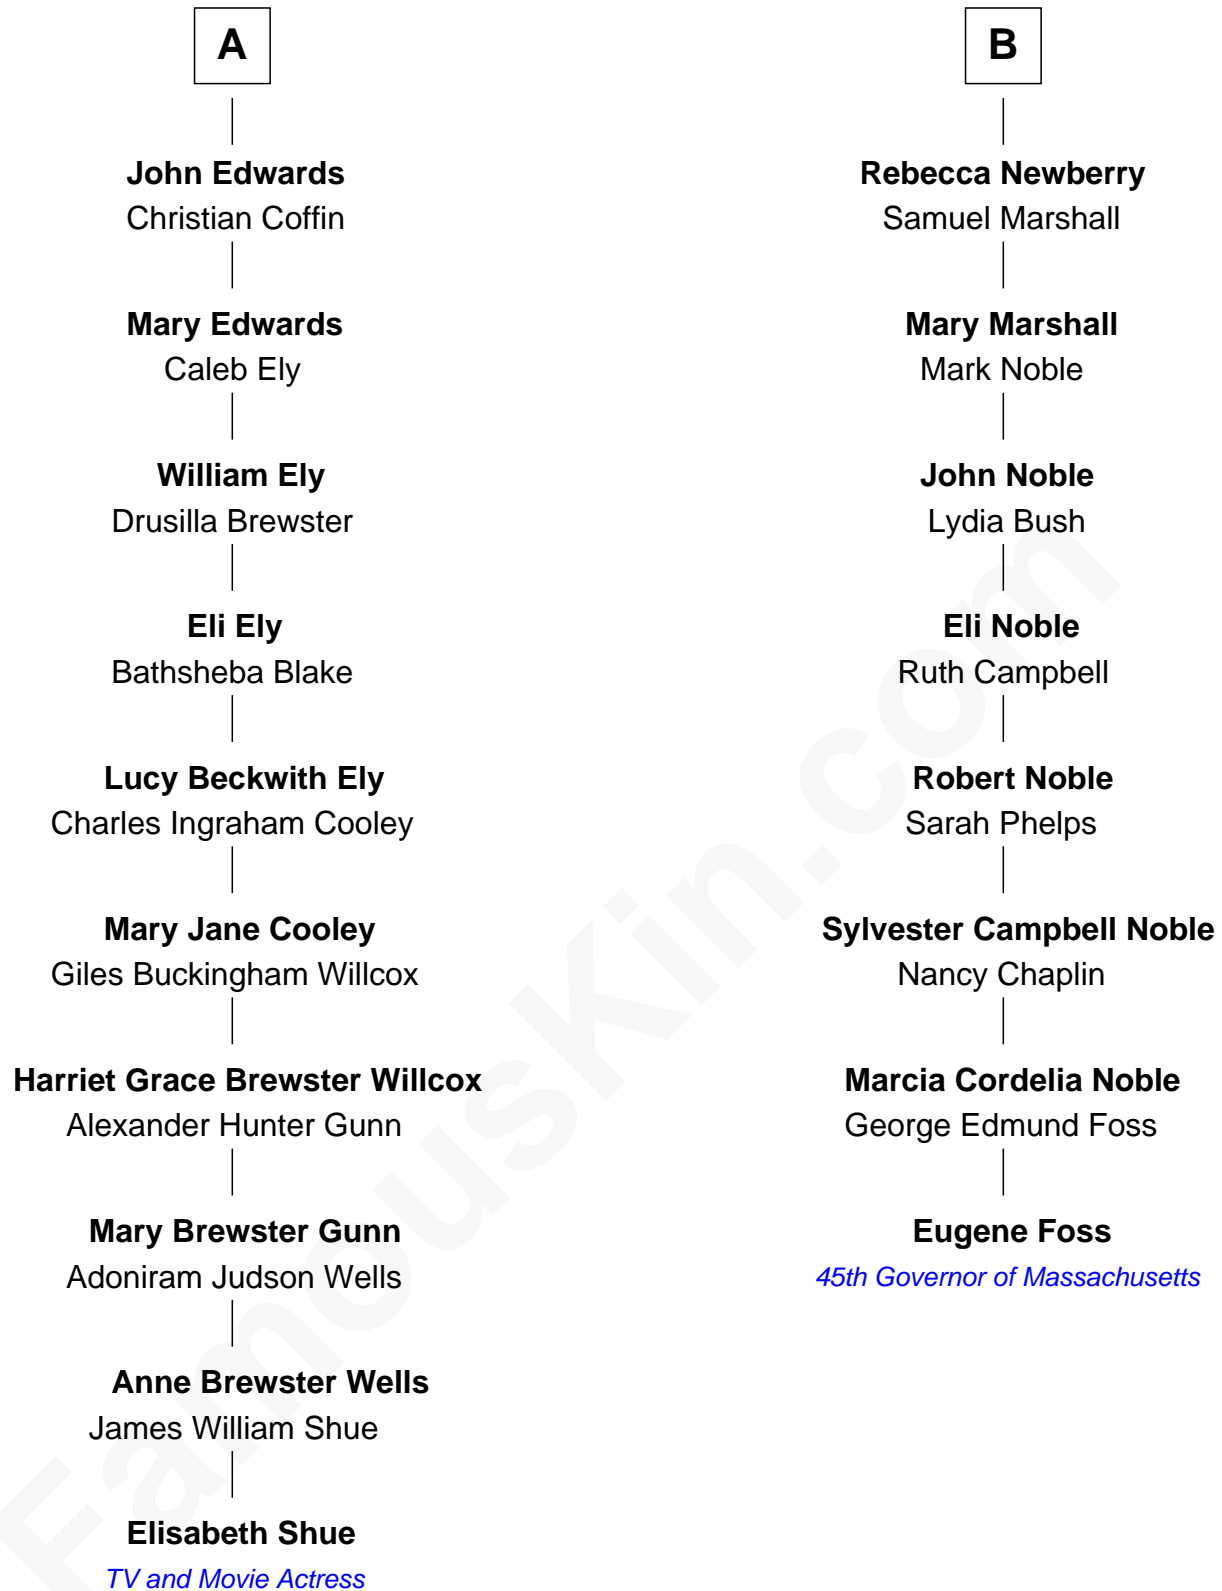 A
John Edwards
Christian Coffin
Mary Edwards
Caleb Ely
William Ely
Drusilla Brewster
Eli Ely
Bathsheba Blake
Lucy Beckwith Ely
Charles Ingraham Cooley
Mary Jane Cooley
Giles Buckingham Willcox
Harriet Grace Brewster Willcox
Alexander Hunter Gunn
Mary Brewster Gunn
Adoniram Judson Wells
Anne Brewster Wells
James William Shue
Elisabeth Shue
TV and Movie Actress
B
Rebecca Newberry
Samuel Marshall
Mary Marshall
Mark Noble
John Noble
Lydia Bush
Eli Noble
Ruth Campbell
Robert Noble
Sarah Phelps
Sylvester Campbell Noble
Nancy Chaplin
Marcia Cordelia Noble
George Edmund Foss
Eugene Foss
45th Governor of Massachusetts
FamousKin.com